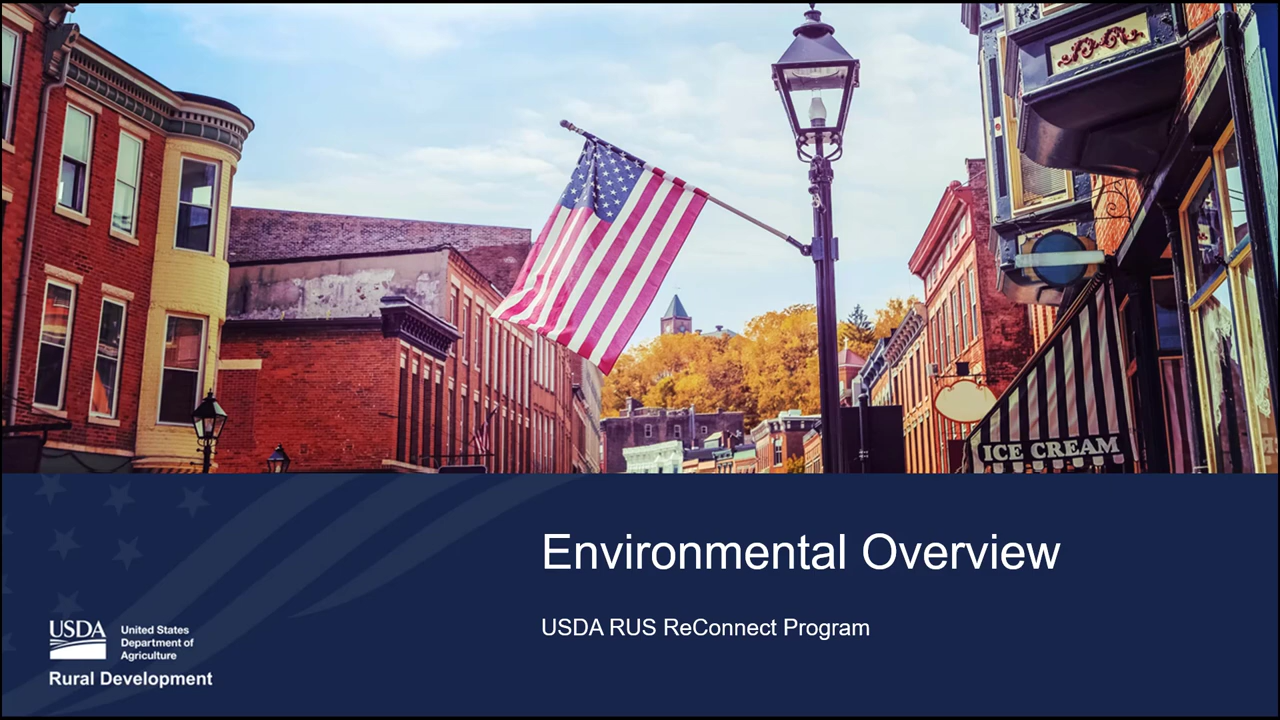 ICE CREAM
Environmental Overview
USDA RUS ReConnect Program
USDA
United States
Department of
Agriculture
Rural Development